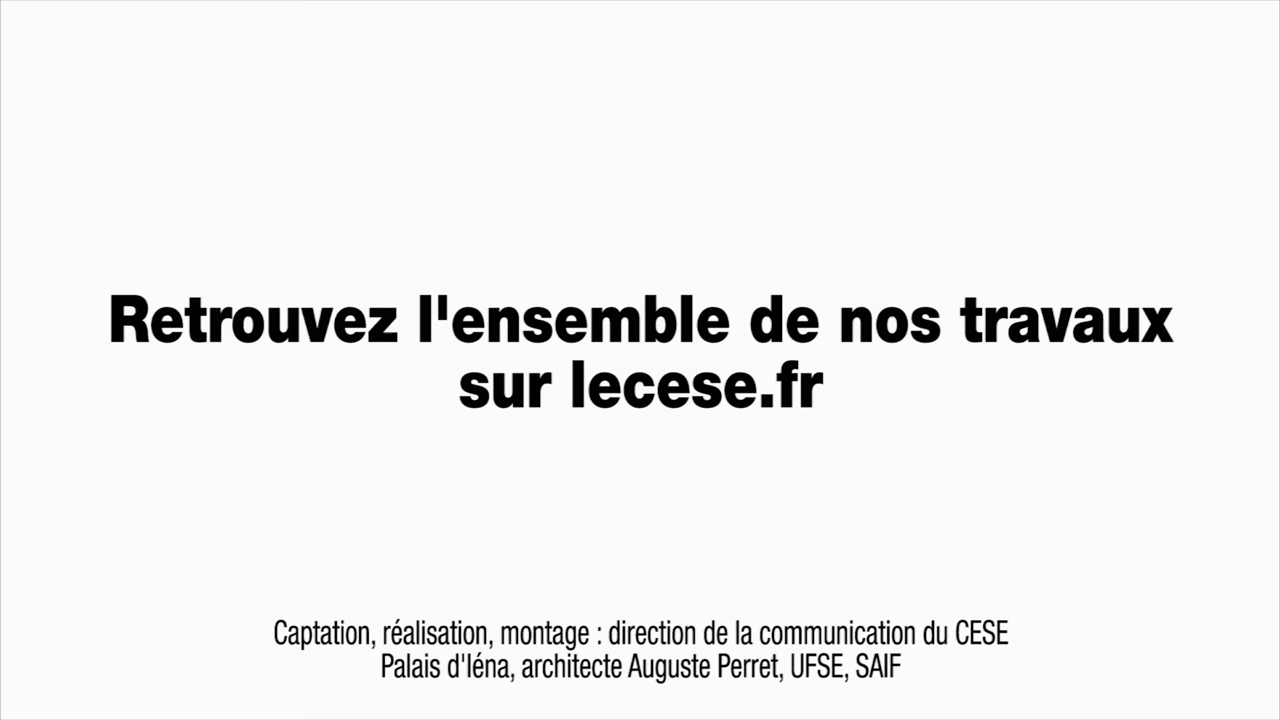 Retrouvez l'ensemble de nos travaux
sur lecese.fr
Captation, réalisation, montage : direction de la communication du CESE
Palais d'Iéna, architecte Auguste Perret, UFSE, SAIF